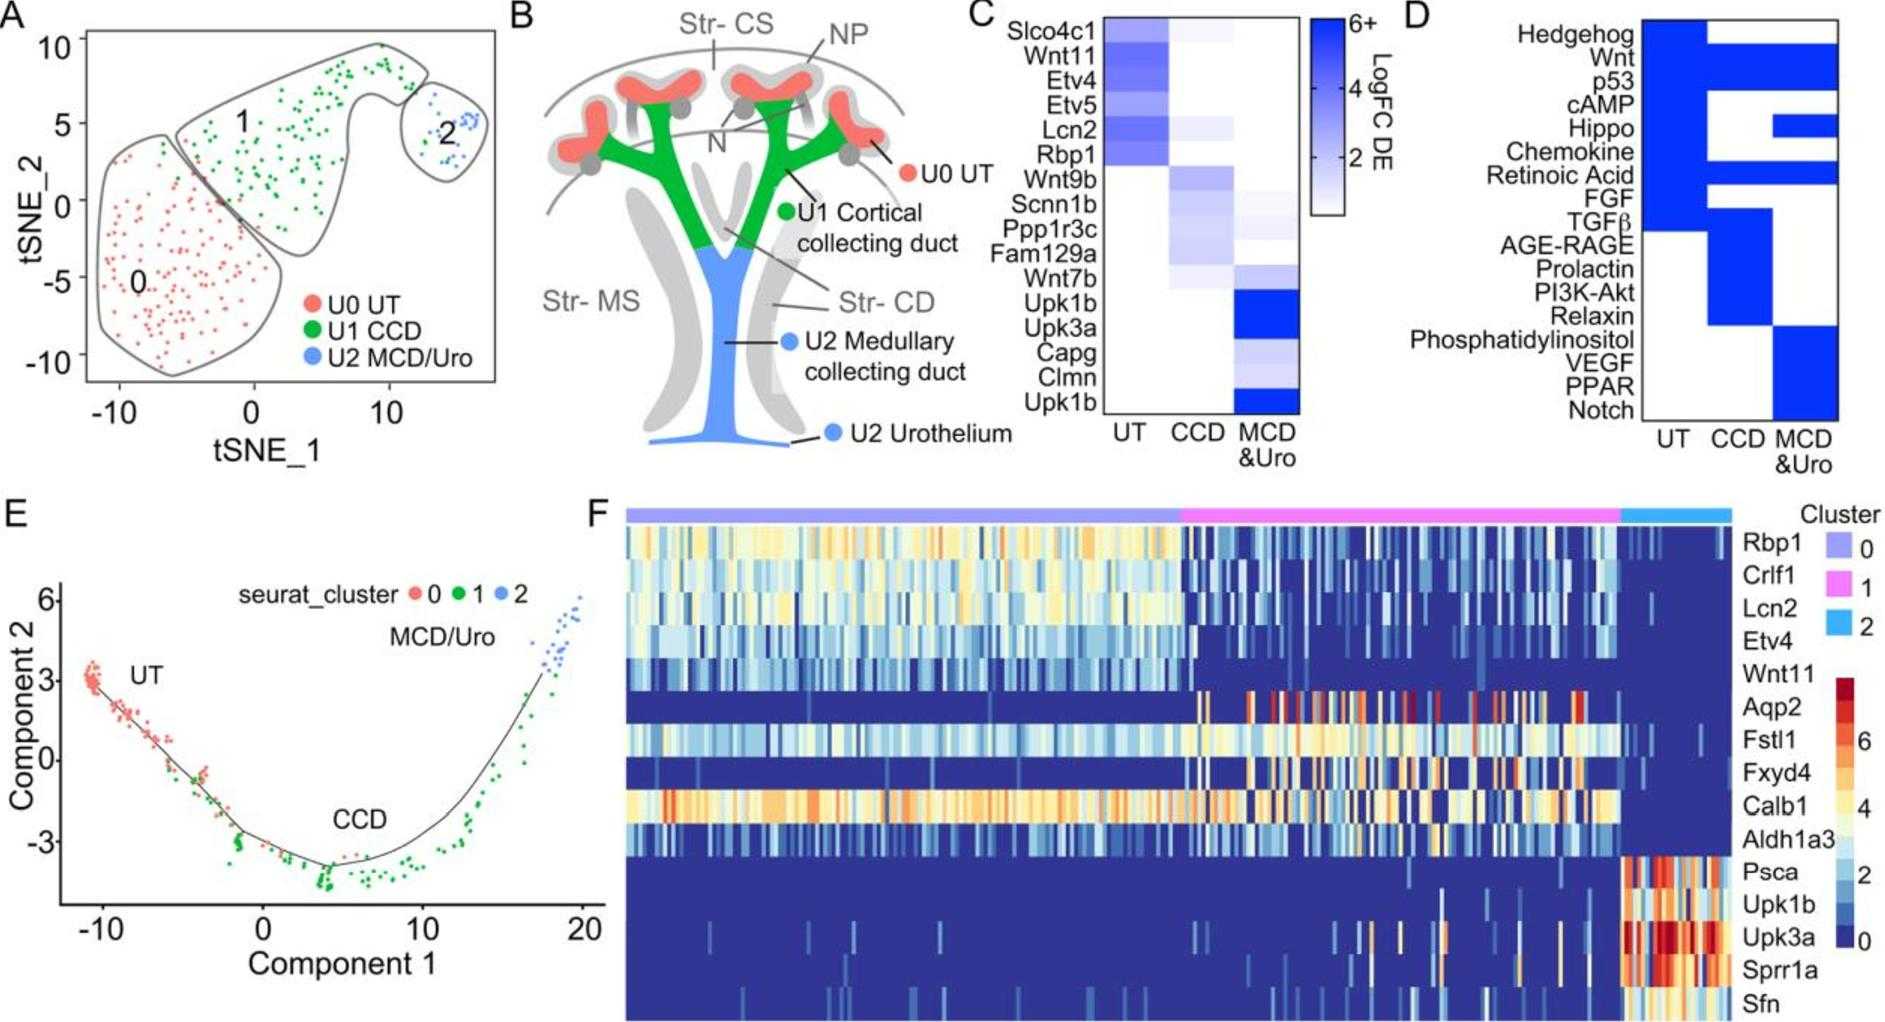 A
10
5
0
-5
-10
tSNE_2
0
1
2
U0 UT
U1 CCD
U2 MCD/Uro
-10
0
10
tSNE_1
B
Str- CS
NP
N
U0 UT
U1 Cortical
collecting duct
Str- MS
Str- CD
U2 Medullary
collecting duct
U2 Urothelium
C
Slco4c1
Wnt11
Etv4
Etv5
Lcn2
Rbp1
Wnt9b
Scnn1b
Ppp1r3c
Fam129a
Wnt7b
Upk1b
Upk3a
Capg
Clmn
Upk1b
UT
CCD
MCD
&Uro
6+
4
2
LogFC DE
D
Hedgehog
Wnt
p53
cAMP
Hippo
Chemokine
Retinoic Acid
FGF
TGFβ
AGE-RAGE
Prolactin
PI3K-Akt
Relaxin
Phosphatidylinositol
VEGF
PPAR
Notch
UT
CCD
MCD
&Uro
E
seurat_cluster 0 1 2
MCD/Uro
UT
CCD
6
3
0
-3
Component 2
-10
0
10
20
Component 1
F
Rbp1
Crlf1
Lcn2
Etv4
Wnt11
Aqp2
Fstl1
Fxyd4
Calb1
Aldh1a3
Psca
Upk1b
Upk3a
Sprr1a
Sfn
Cluster
0
1
2
6
4
2
0